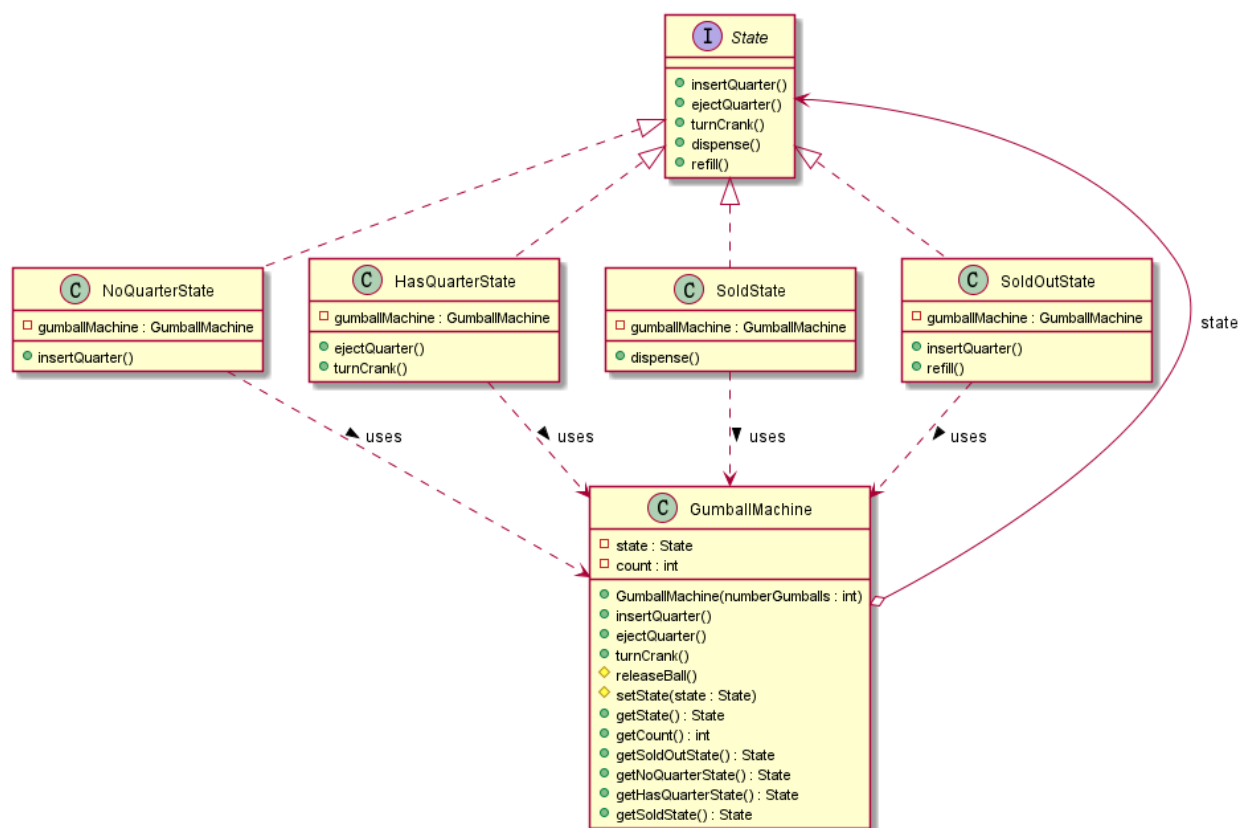 I State
insertQuarter()
ejectQuarter()
turnCrank()
dispense()
refill()
C NoQuarterState
gumballMachine : GumballMachine
insertQuarter()
C HasQuarterState
gumballMachine : GumballMachine
ejectQuarter()
turnCrank()
C SoldState
gumballMachine : GumballMachine
dispense()
C SoldOutState
gumballMachine : GumballMachine
insertQuarter()
refill()
state
uses
uses
uses
uses
C GumballMachine
state : State
count : int
GumballMachine(numberGumballs : int)
insertQuarter()
ejectQuarter()
turnCrank()
releaseBall()
setState(state : State)
getState() : State
getCount() : int
getSoldOutState() : State
getNoQuarterState() : State
getHasQuarterState() : State
getSoldState() : State